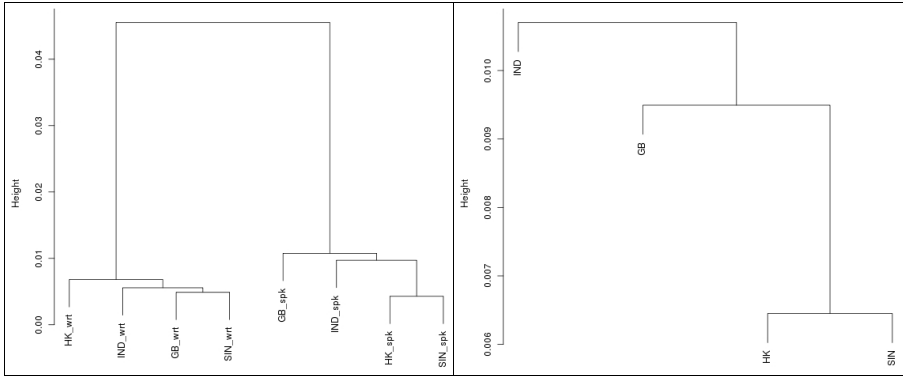 Height
0.04
0.03
0.02
0.01
0.00
HK_wrt
IND_wrt
GB_wrt
SIN_wrt
GB_spk
IND_spk
HK_spk
SIN_spk
Height
0.010
0.009
0.008
0.007
0.006
IND
GB
HK
SIN